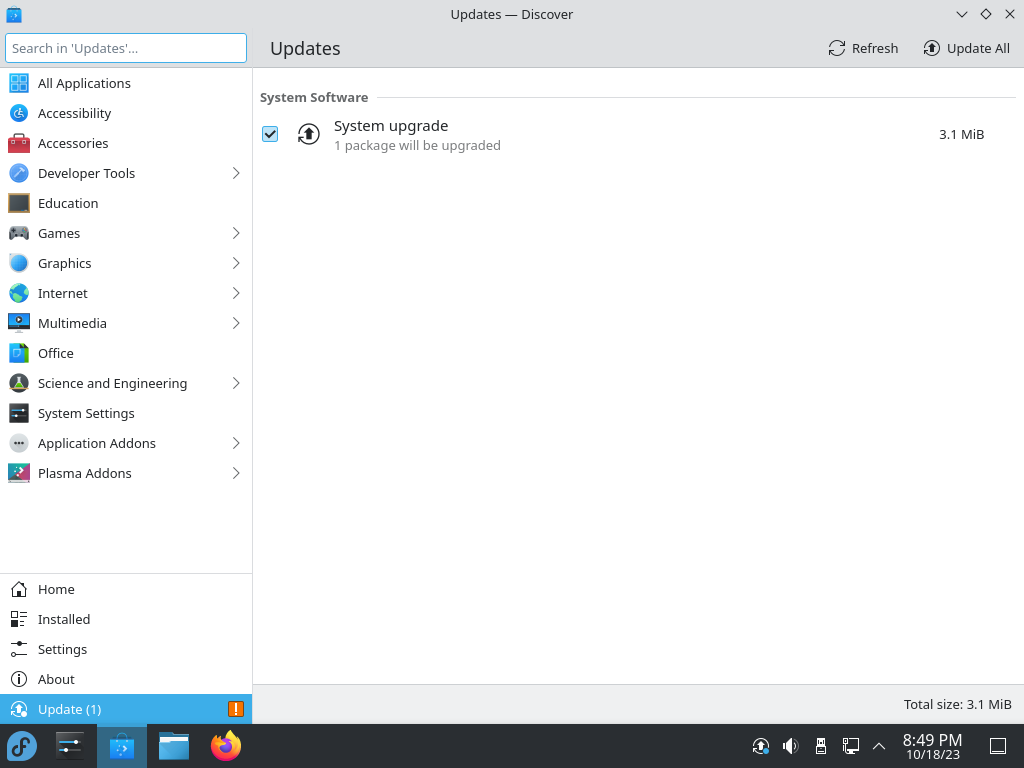 Updates — Discover
Search in 'Updates'...
Updates
Refresh
Update All
All Applications
Accessibility
Accessories
Developer Tools
Education
Games
Graphics
Internet
Multimedia
Office
Science and Engineering
System Settings
Application Addons
Plasma Addons
Home
Installed
Settings
About
Update (1)
System Software
System upgrade
1 package will be upgraded
3.1 MiB
Total size: 3.1 MiB
8:49 PM
10/18/23